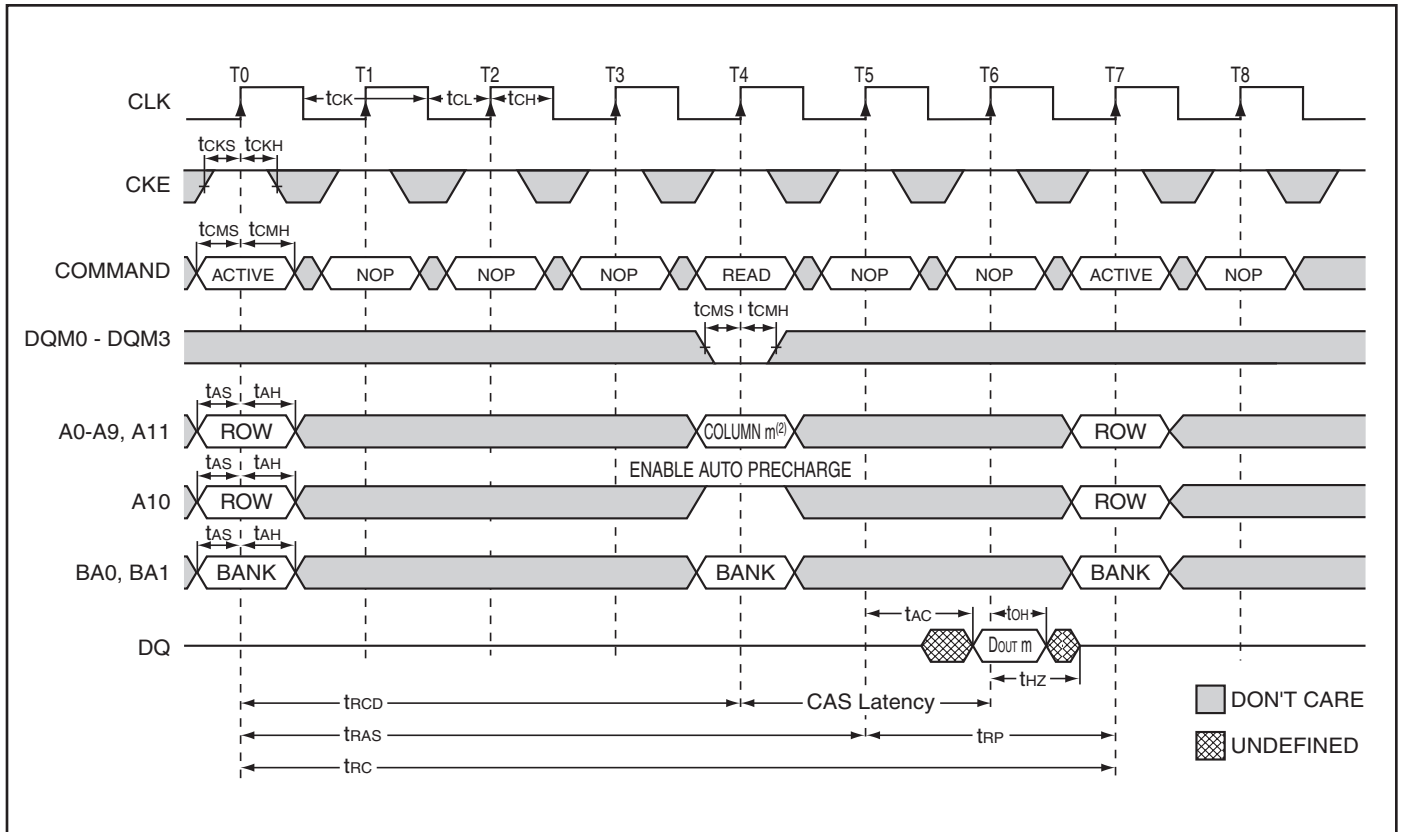 T0 T1 T2 T3 T4 T5 T6 T7 T8
CLK
tCK tCL tCH
tCKS tCKH
CKE
tCMS tCMH
COMMAND ACTIVE NOP NOP NOP READ NOP NOP ACTIVE NOP
tCMS tCMH
DQM0 - DQM3
tAS tAH
A0-A9, A11 ROW COLUMN m(2) ROW
tAS tAH ENABLE AUTO PRECHARGE
A10 ROW ROW
tAS tAH
BA0, BA1 BANK BANK BANK
tAC tOH
DQ DOUT m
tHZ
tRCD CAS Latency
DON'T CARE
tRAS tRP
UNDEFINED
tRC